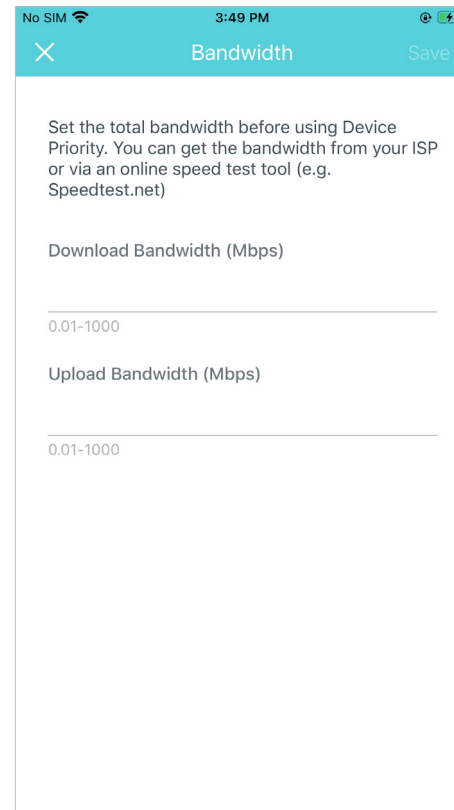 No SIM 3:49 PM
Bandwidth Save
Set the total bandwidth before using Device
Priority. You can get the bandwidth from your ISP
or via an online speed test tool (e.g.
Speedtest.net)
Download Bandwidth (Mbps)
0.01-1000
Upload Bandwidth (Mbps)
0.01-1000